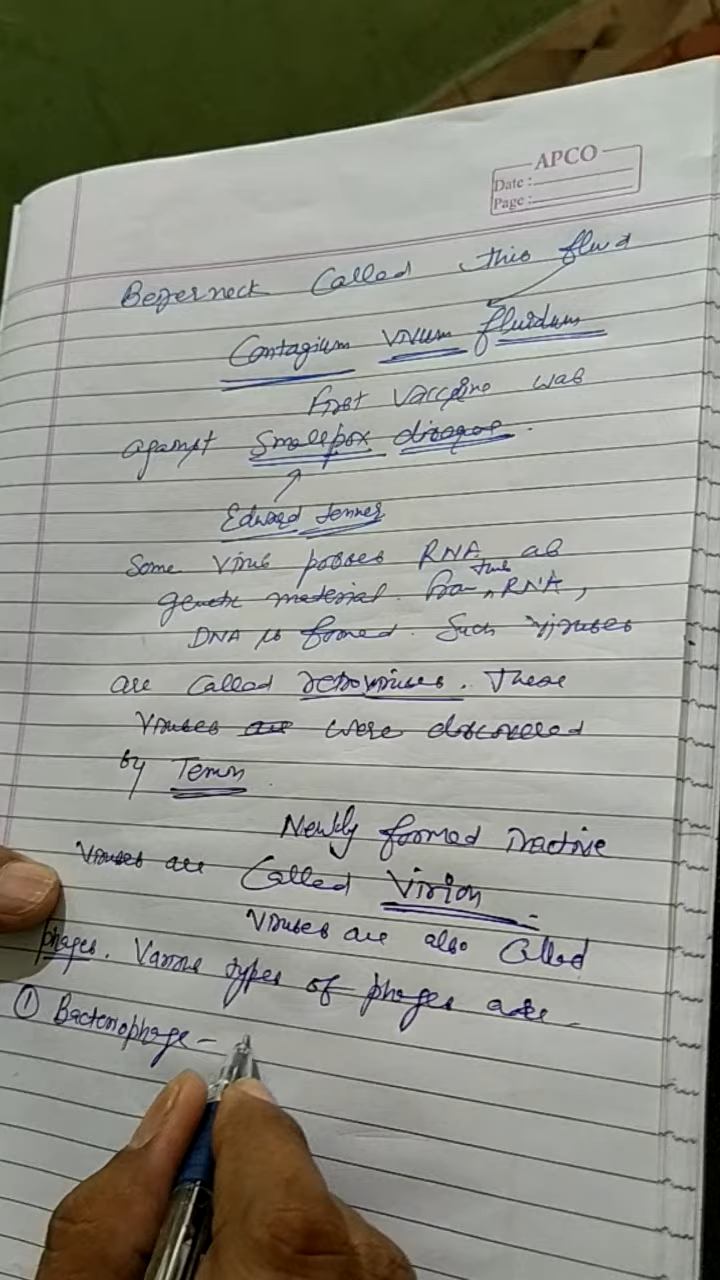 APCO
Date :
Page :
Bejerneck Called this fluid
Contagium vivum fluidum
First Vaccine was
against Smallpox disease.
Edward Jenner
Some virus posses RNA as
genetic material. From this RNA,
DNA is formed. Such viruses
are called retroviruses. These
Viruses are were discovered
by Temin
Newly formed Inactive
Viruses are Called Virion
Viruses are also Called
phages. Various types of phages are -
① Bacteriophage -